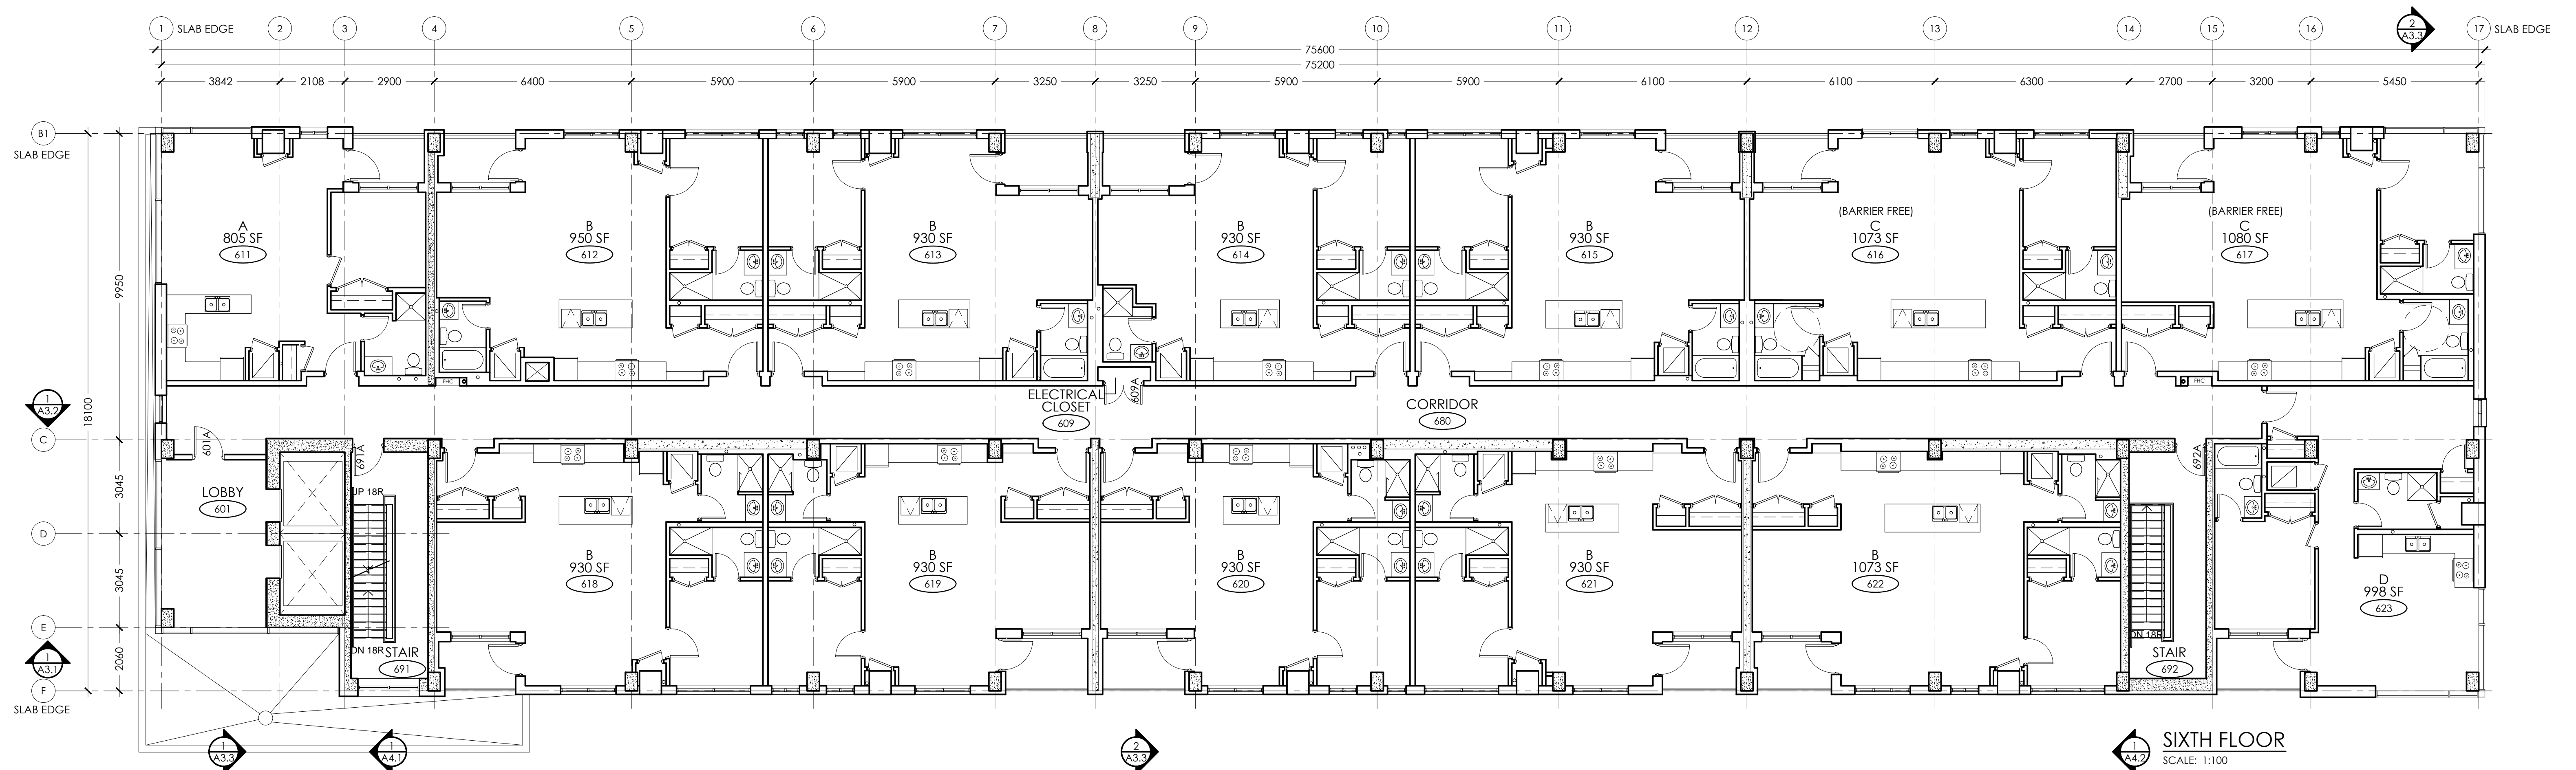 1 SLAB EDGE 2 3 4 5 6 7 8 9 10 11 12 13 14 15 16 17 SLAB EDGE
2
A3.3
75600
75200
3842 2108 2900 6400 5900 5900 3250 3250 5900 5900 6100 6100 6300 2700 3200 5450
B1
SLAB EDGE
A
805 SF
611
B
950 SF
612
B
930 SF
613
B
930 SF
614
B
930 SF
615
(BARRIER FREE)
C
1073 SF
616
(BARRIER FREE)
C
1080 SF
617
9950
18100
FHC
FHC
1
A3.2
ELECTRICAL
CLOSET
609
609A
CORRIDOR
680
C
601A
691A
692A
3045
LOBBY
601
UP 18R
D
3045
B
930 SF
618
B
930 SF
619
B
930 SF
620
B
930 SF
621
B
1073 SF
622
D
998 SF
623
E
2060
1
A3.1
DN 18R
STAIR
691
DN 18R
STAIR
692
F
SLAB EDGE
1
A3.3
1
A4.1
2
A3.3
1
A4.2
SIXTH FLOOR
SCALE: 1:100